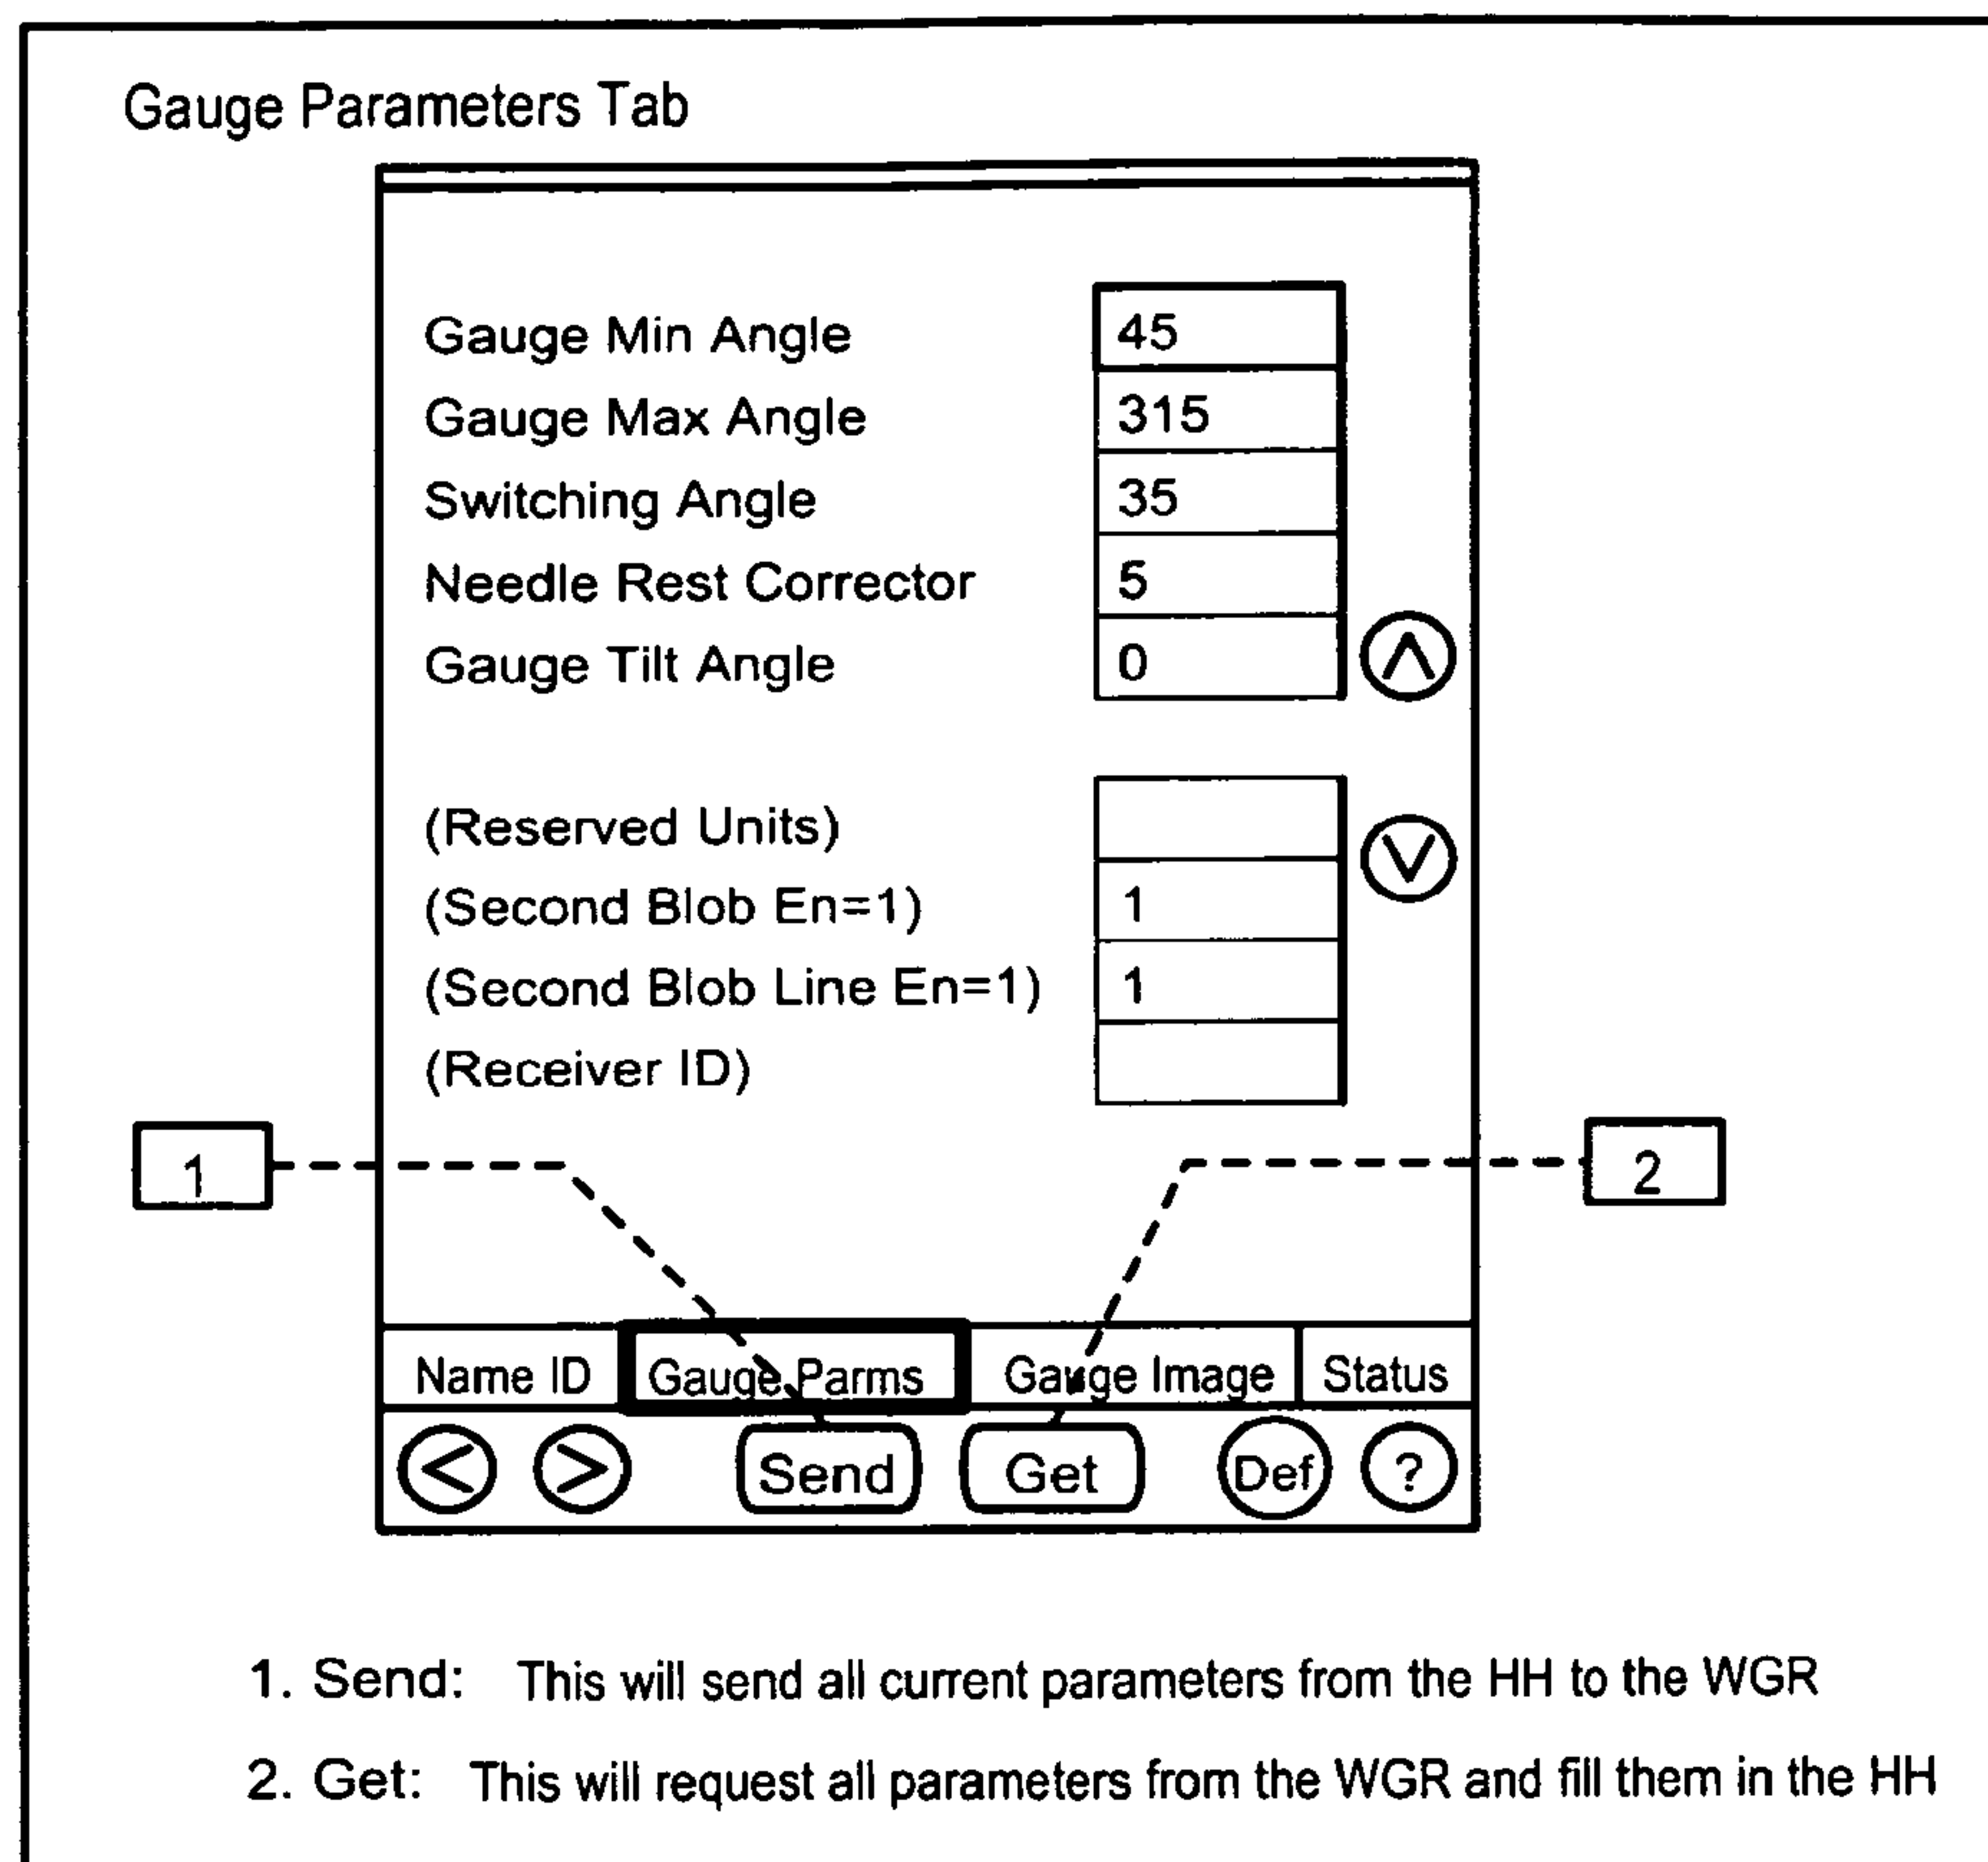 Gauge Parameters Tab
Gauge Min Angle 45
Gauge Max Angle 315
Switching Angle 35
Needle Rest Corrector 5
Gauge Tilt Angle 0
(Reserved Units)
(Second Blob En=1) 1
(Second Blob Line En=1) 1
(Receiver ID)
1 2
Name ID Gauge Parms Gauge Image Status
< > Send Get Def ?
1. Send: This will send all current parameters from the HH to the WGR
2. Get: This will request all parameters from the WGR and fill them in the HH